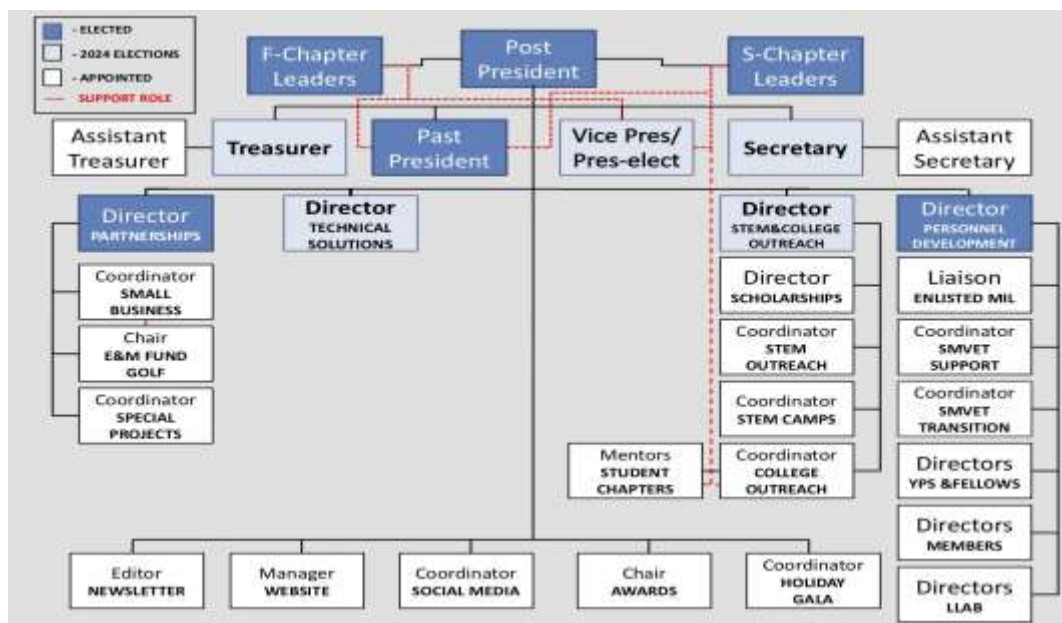 - ELECTED
- 2024 ELECTIONS
- APPOINTED
- SUPPORT ROLE
F-Chapter
Leaders
Post
President
S-Chapter
Leaders
Assistant
Treasurer
Treasurer
Past
President
Vice Pres/
Pres-elect
Secretary
Assistant
Secretary
Director
PARTNERSHIPS
Director
TECHNICAL
SOLUTIONS
Director
STEM&COLLEGE
OUTREACH
Director
PERSONNEL
DEVELOPMENT
Coordinator
SMALL
BUSINESS
Chair
E&M FUND
GOLF
Coordinator
SPECIAL
PROJECTS
Director
SCHOLARSHIPS
Coordinator
STEM
OUTREACH
Coordinator
STEM CAMPS
Mentors
STUDENT
CHAPTERS
Coordinator
COLLEGE
OUTREACH
Liaison
ENLISTED MIL
Coordinator
SMVET
SUPPORT
Coordinator
SMVET
TRANSITION
Directors
YPS &FELLOWS
Directors
MEMBERS
Directors
LLAB
Editor
NEWSLETTER
Manager
WEBSITE
Coordinator
SOCIAL MEDIA
Chair
AWARDS
Coordinator
HOLIDAY
GALA